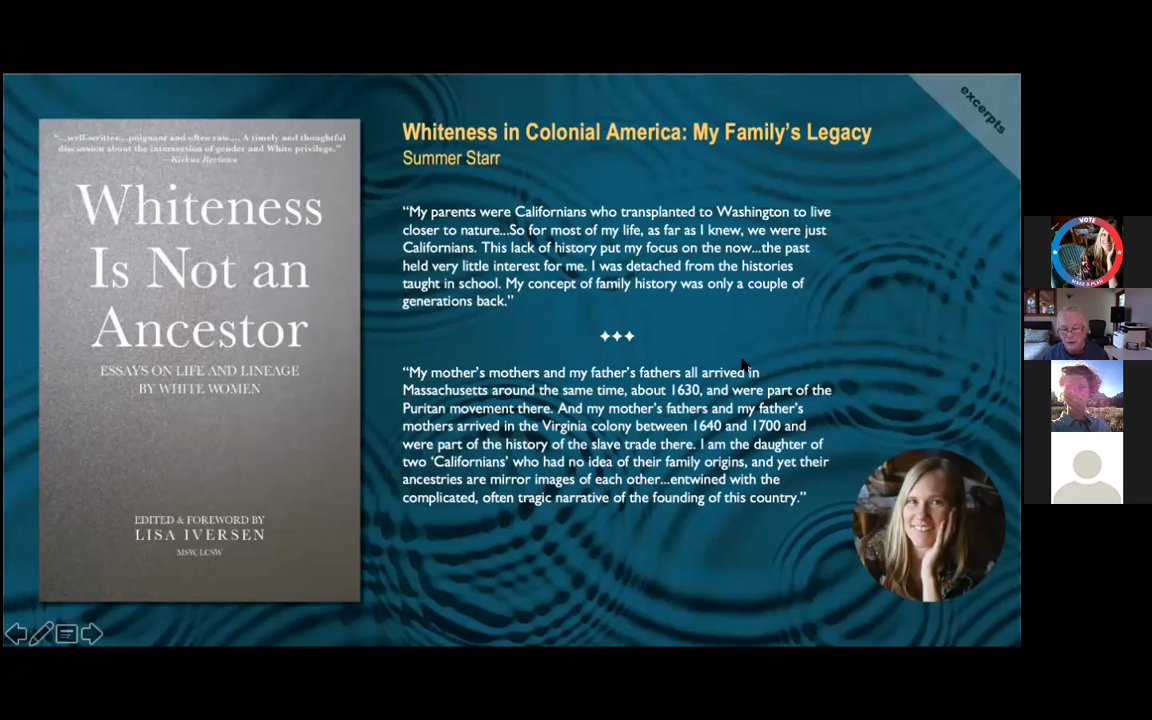 excerpts
"...well-written...poignant and often raw.... A timely and thoughtful
discussion about the intersection of gender and White privilege."
—Kirkus Reviews
Whiteness
Is Not an
Ancestor
ESSAYS ON LIFE AND LINEAGE
BY WHITE WOMEN
EDITED & FOREWORD BY
LISA IVERSEN
MSW, LCSW
Whiteness in Colonial America: My Family's Legacy
Summer Starr
"My parents were Californians who transplanted to Washington to live
closer to nature...So for most of my life, as far as I knew, we were just
Californians. This lack of history put my focus on the now...the past
held very little interest for me. I was detached from the histories
taught in school. My concept of family history was only a couple of
generations back."
"My mother's mothers and my father's fathers all arrived in
Massachusetts around the same time, about 1630, and were part of the
Puritan movement there. And my mother's fathers and my father's
mothers arrived in the Virginia colony between 1640 and 1700 and
were part of the history of the slave trade there. I am the daughter of
two 'Californians' who had no idea of their family origins, and yet their
ancestries are mirror images of each other...entwined with the
complicated, often tragic narrative of the founding of this country."
VOTE
MAKE A PLAN